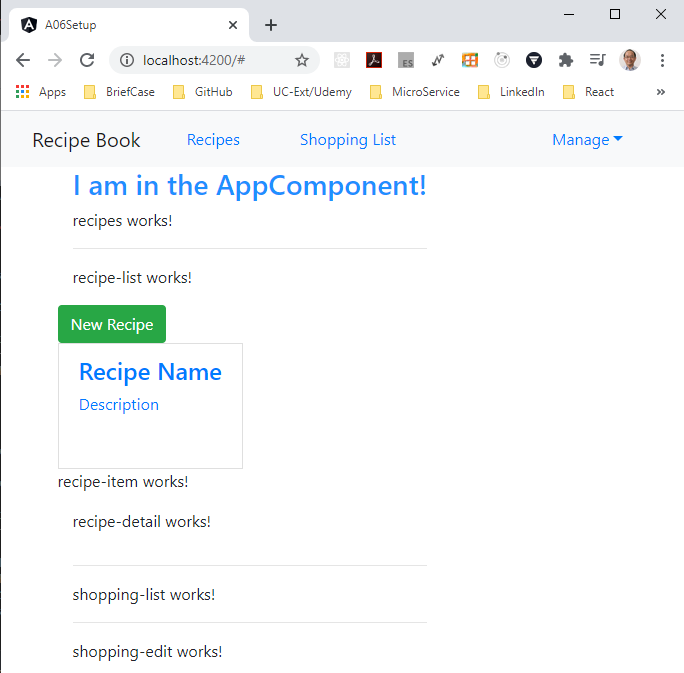 A06Setup
localhost:4200/#
ES
Apps BriefCase GitHub UC-Ext/Udemy MicroService LinkedIn React »
Recipe Book Recipes Shopping List Manage
I am in the AppComponent!
recipes works!
recipe-list works!
New Recipe
Recipe Name
Description
recipe-item works!
recipe-detail works!
shopping-list works!
shopping-edit works!